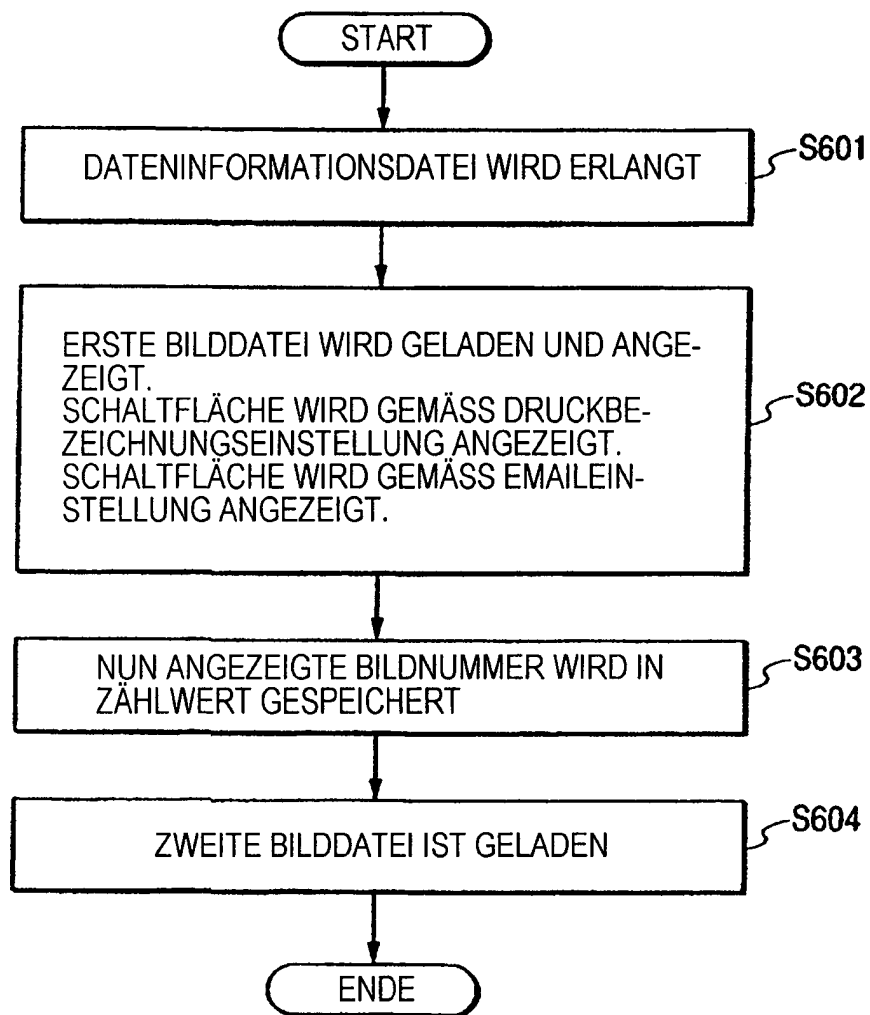 START
DATENINFORMATIONSDATEI WIRD ERLANGT
S601
ERSTE BILDDATEI WIRD GELADEN UND ANGE-
ZEIGT.
SCHALTFLÄCHE WIRD GEMÄSS DRUCKBE-
ZEICHNUNGSEINSTELLUNG ANGEZEIGT.
SCHALTFLÄCHE WIRD GEMÄSS EMAILEIN-
STELLUNG ANGEZEIGT.
S602
NUN ANGEZEIGTE BILDNUMMER WIRD IN
ZÄHLWERT GESPEICHERT
S603
ZWEITE BILDDATEI IST GELADEN
S604
ENDE